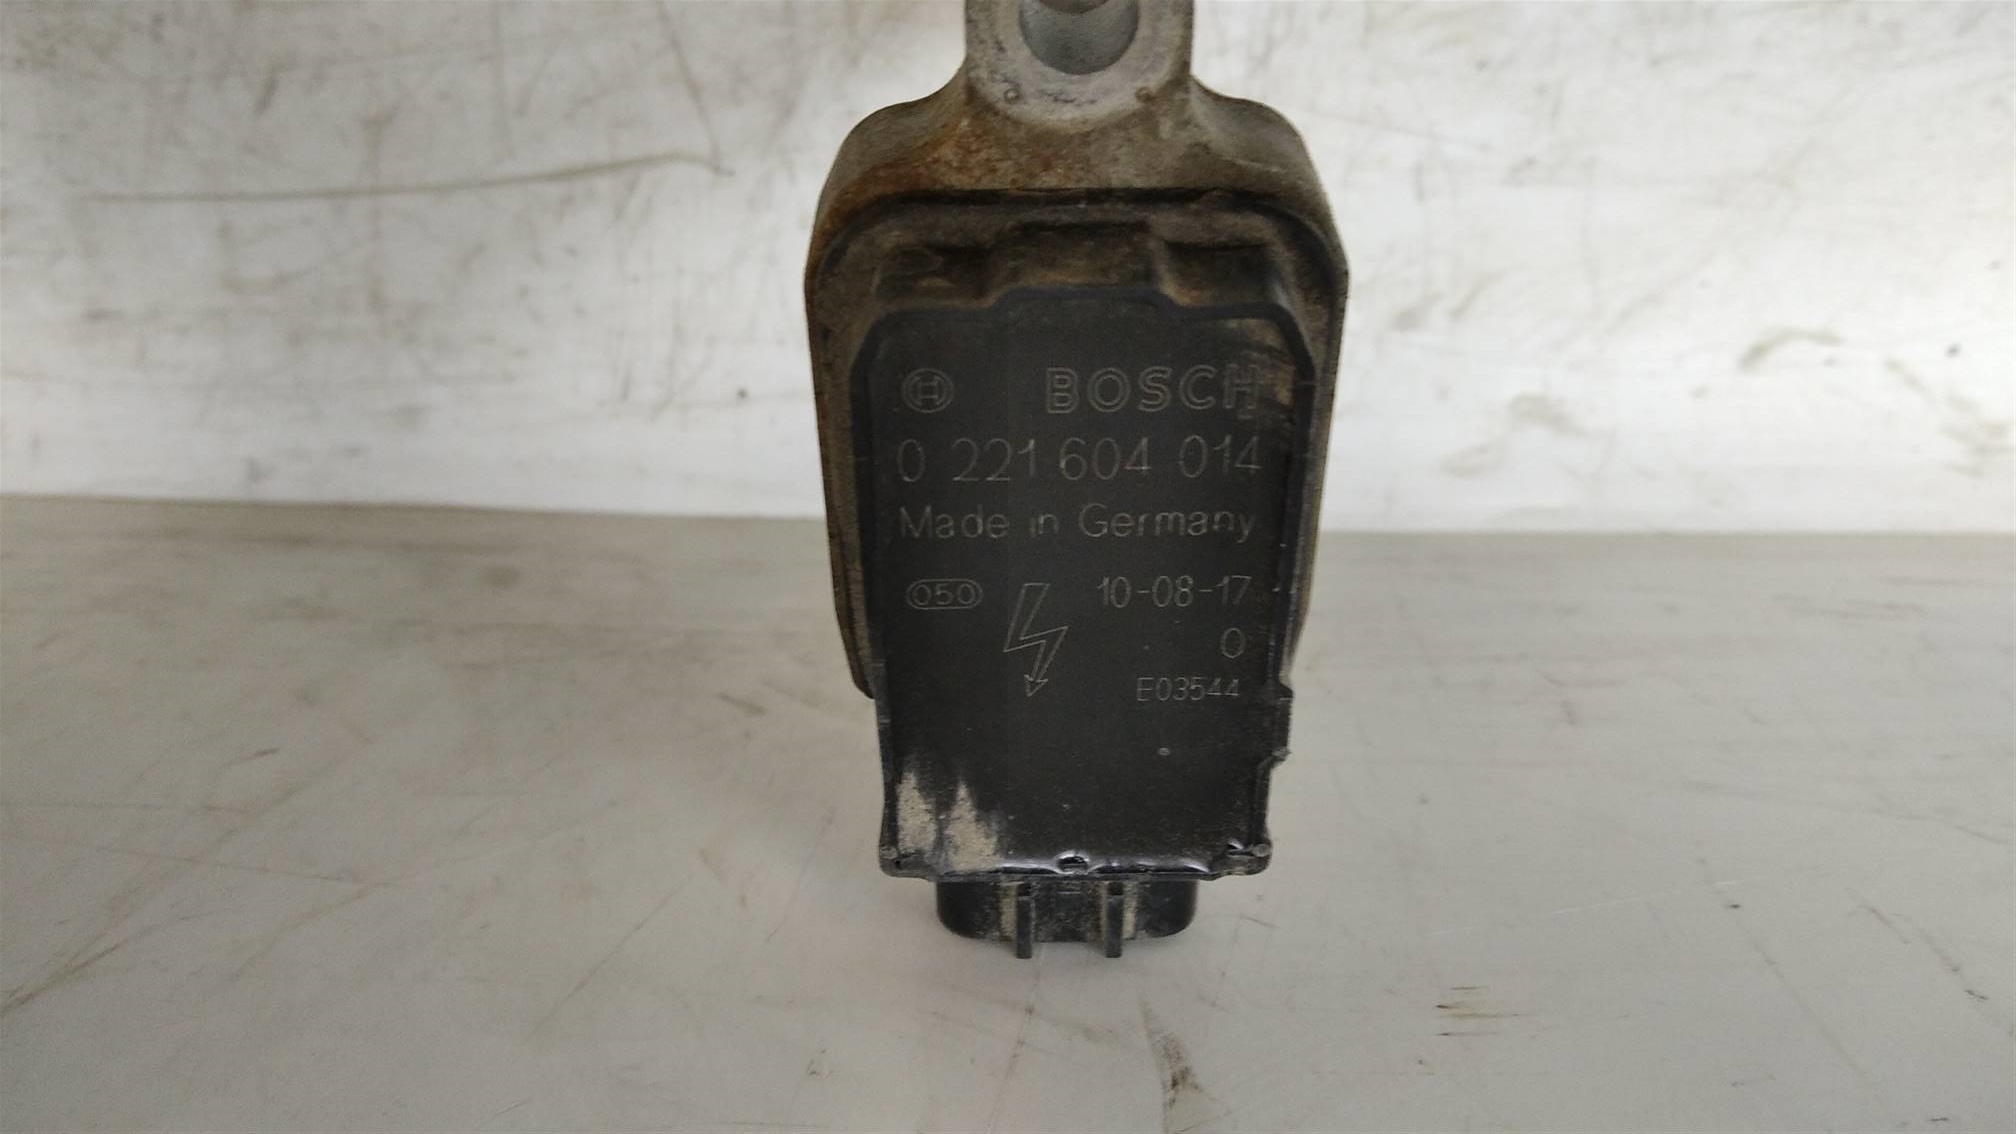 BOSCH
0 221 604 014
Made in Germany
050 10-08-17
0
E03544